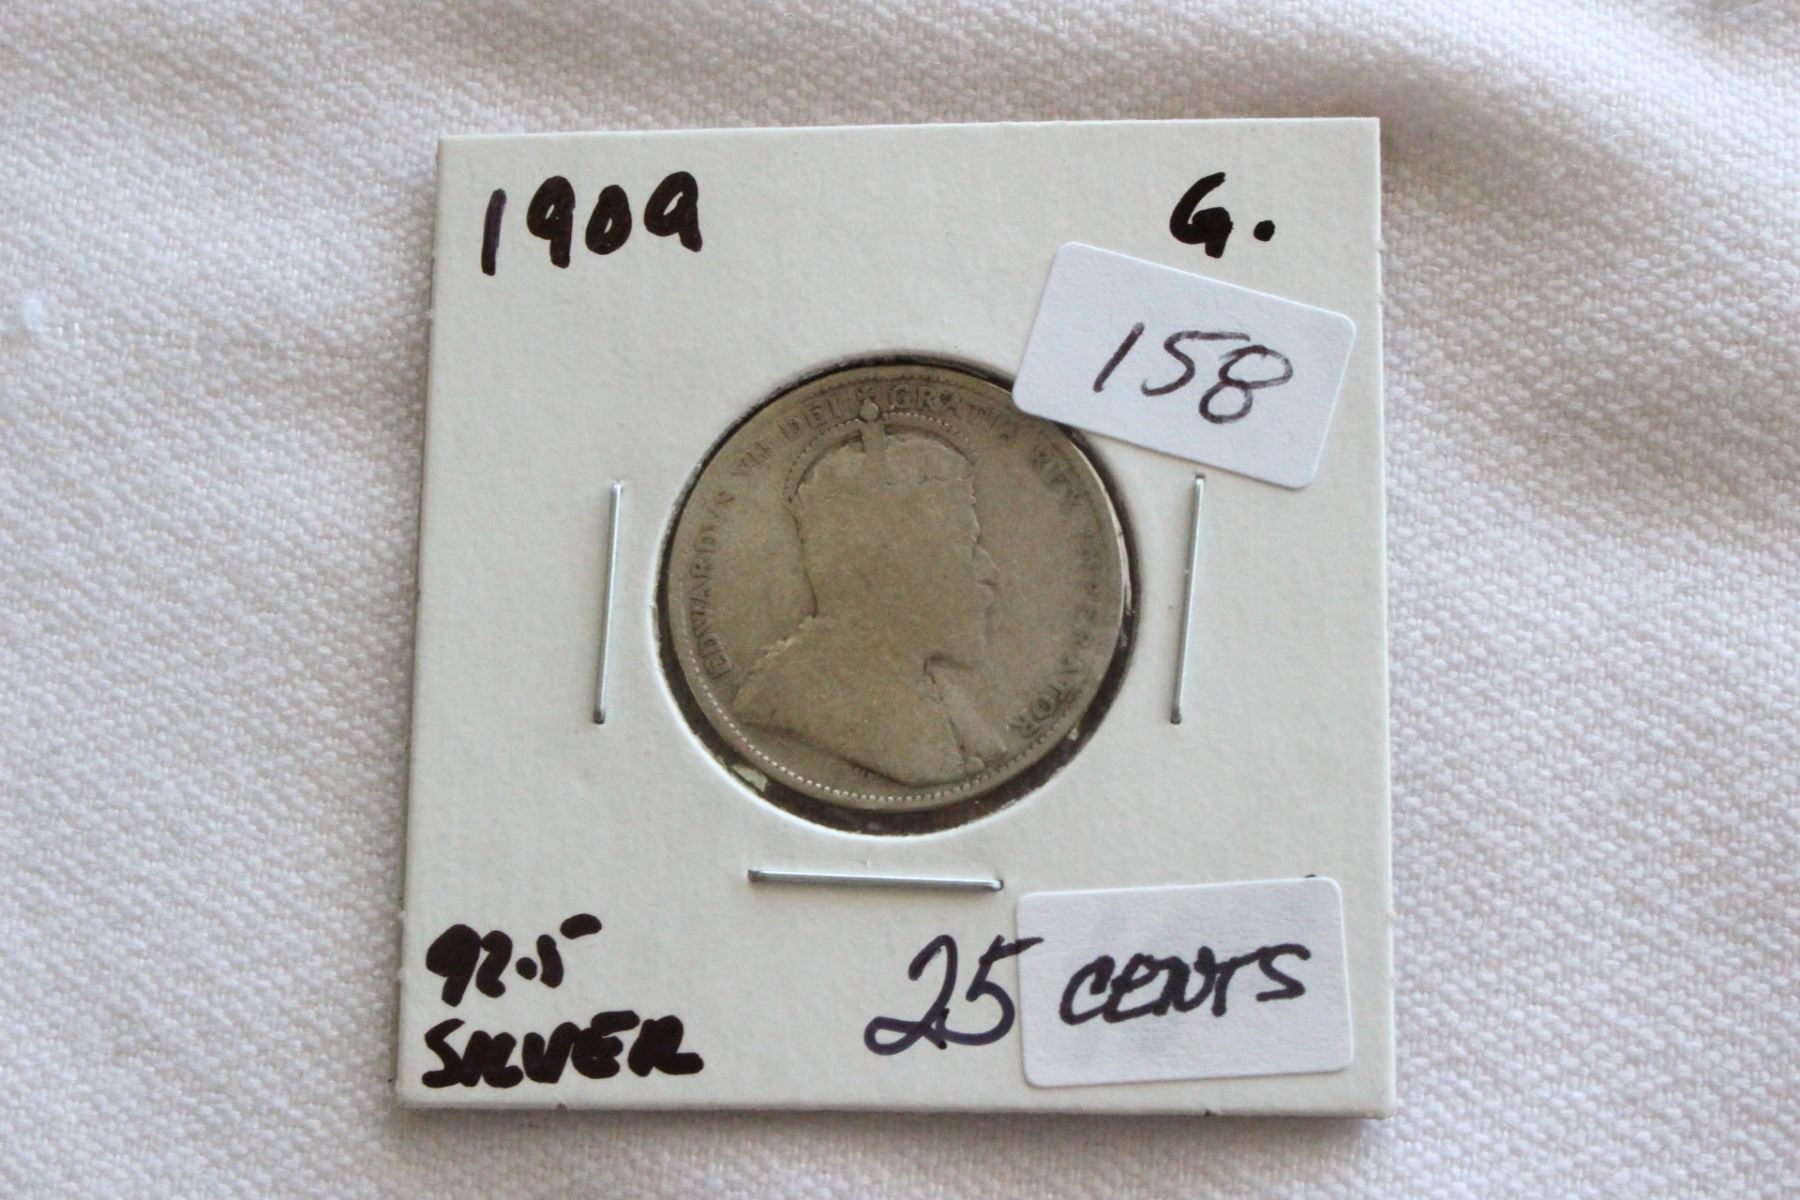 1909
G.
158
EDWARDVS VII DEI GRATIA REX IMPERATOR
92.5
SILVER
25 CENTS